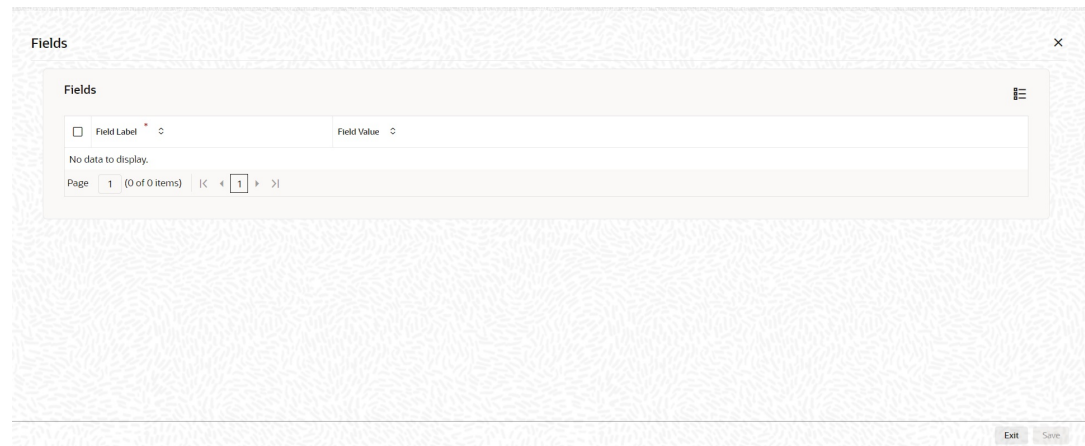 Fields
Fields
Field Label * Field Value
No data to display.
Page 1 (0 of 0 items) 1
Exit Save